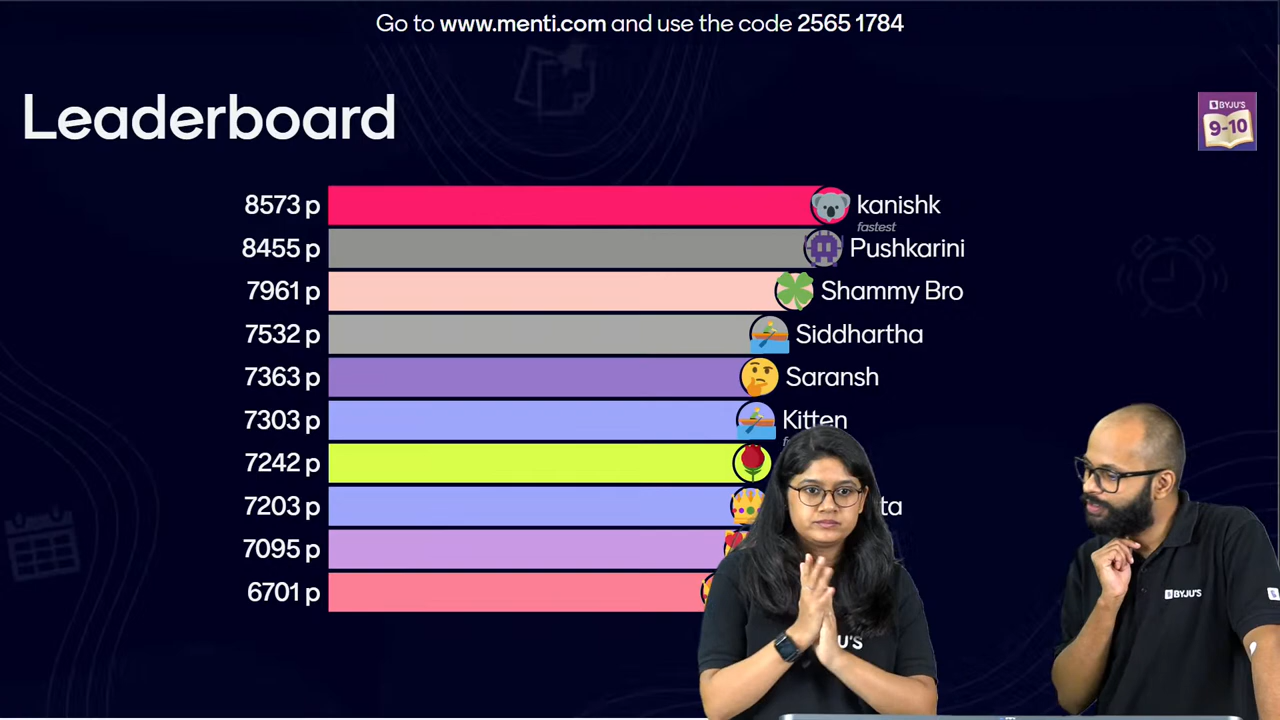 Go to www.menti.com and use the code 2565 1784
Leaderboard
BYJU'S
9-10
8573 p kanishk
fastest
8455 p Pushkarini
7961 p Shammy Bro
7532 p Siddhartha
7363 p Saransh
7303 p Kitten
7242 p
7203 p
7095 p
6701 p
BYJU'S